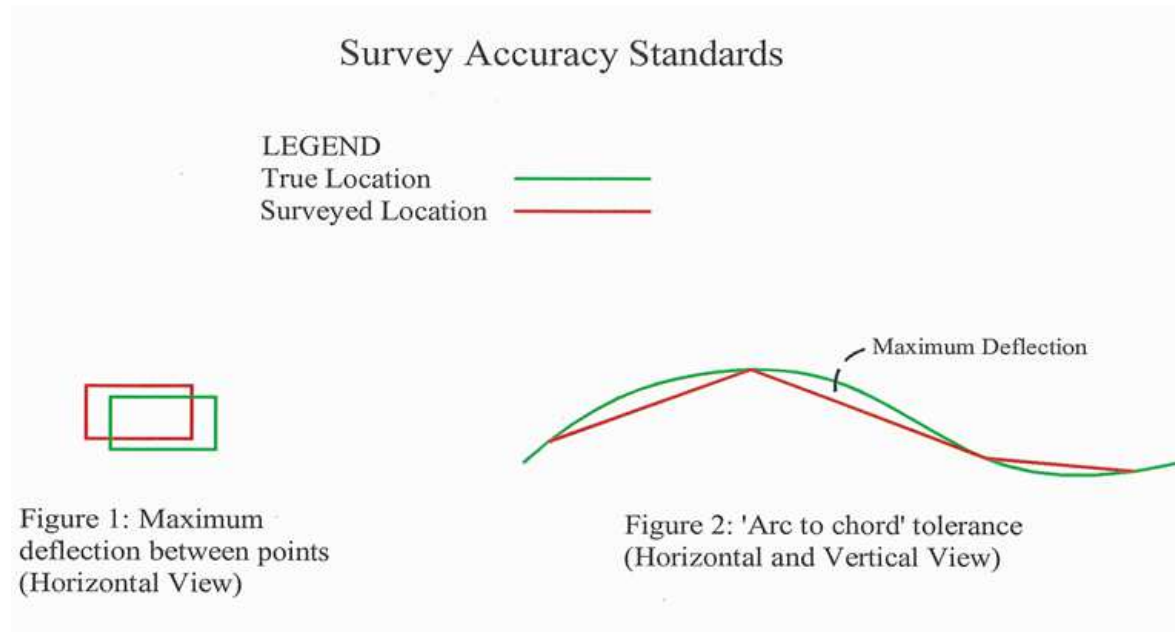 Survey Accuracy Standards
LEGEND
True Location
Surveyed Location
Maximum Deflection
Figure 1: Maximum
deflection between points
(Horizontal View)
Figure 2: 'Arc to chord' tolerance
(Horizontal and Vertical View)